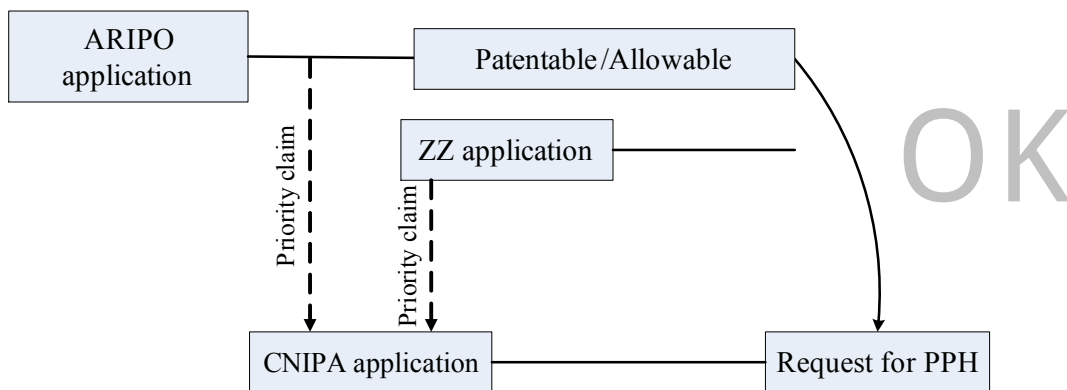 ARIPO
application
Patentable/Allowable
OK
ZZ application
Priority claim
Priority claim
CNIPA application
Request for PPH